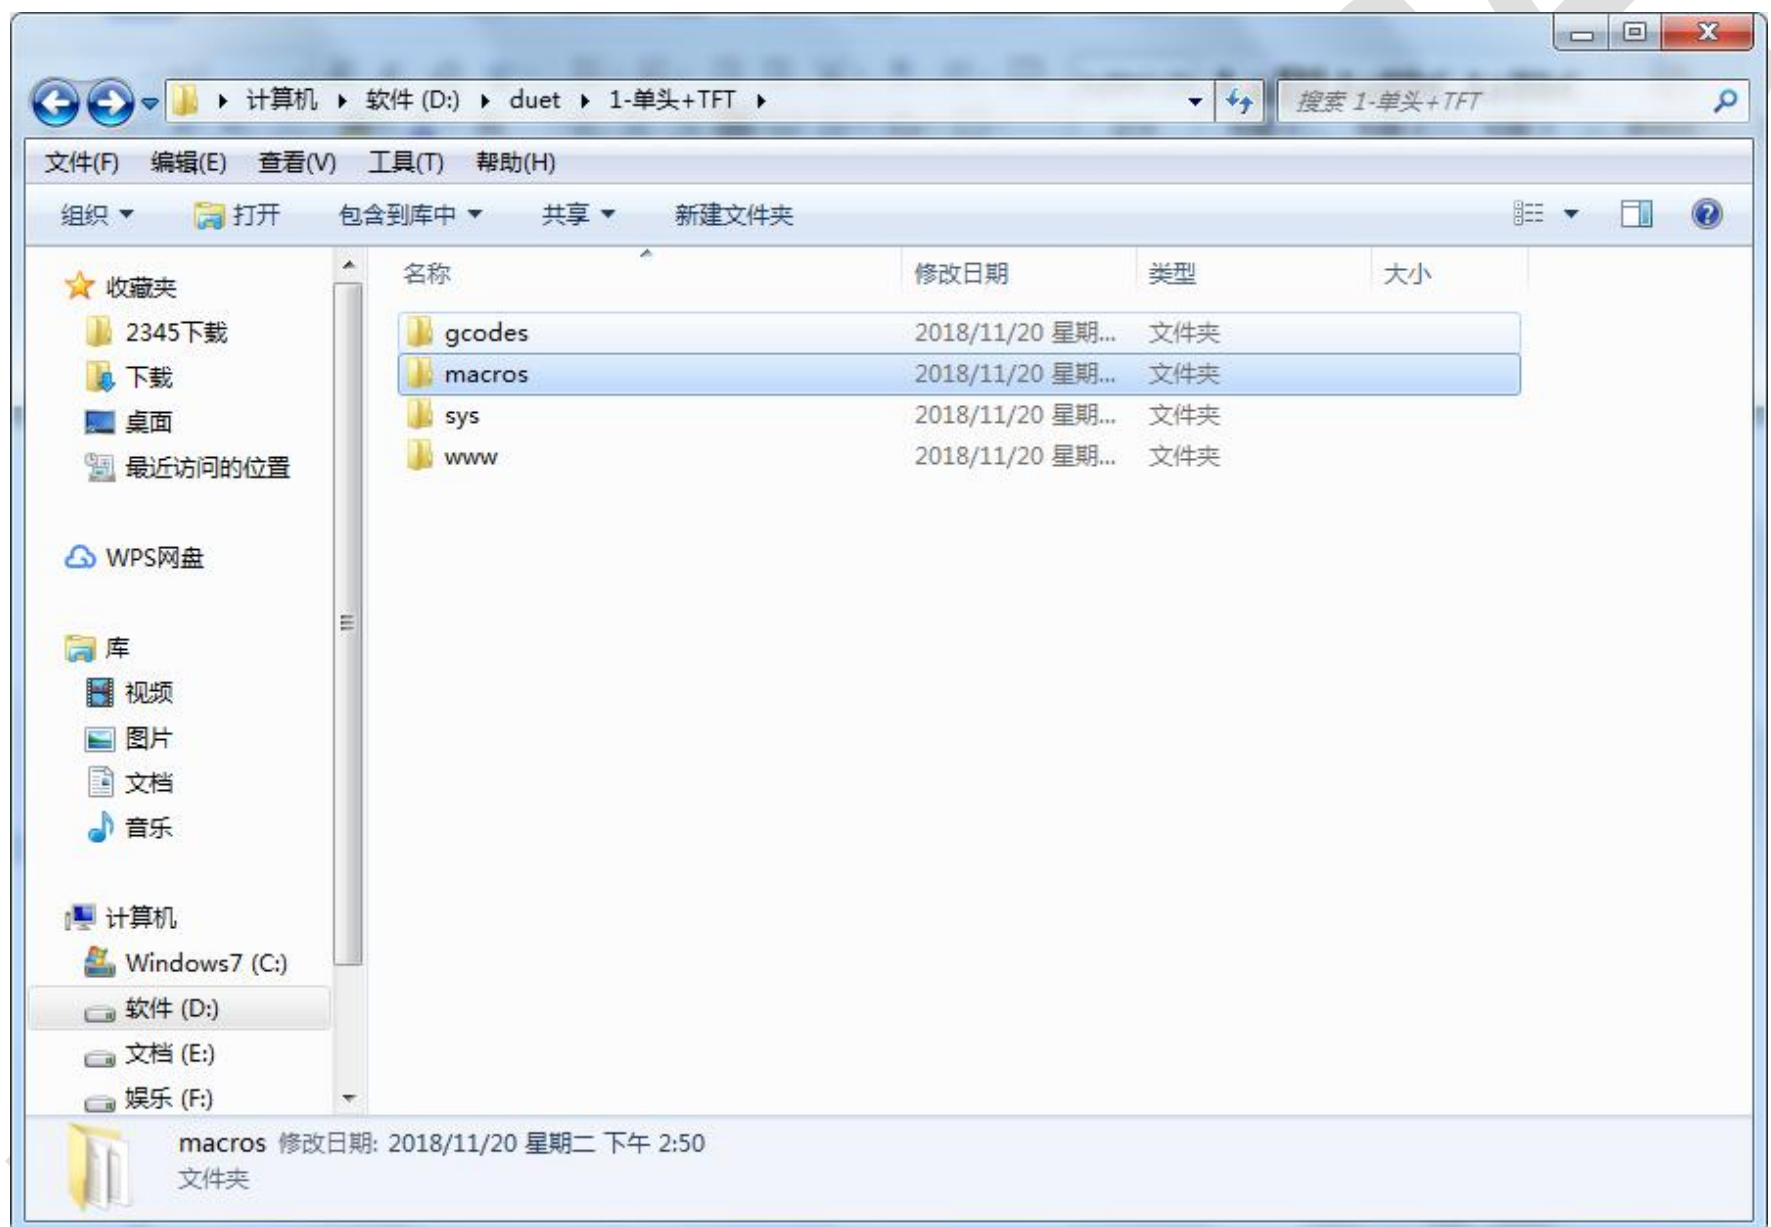 计算机 软件 (D:) duet 1-单头+TFT 搜索 1-单头+TFT
文件(F) 编辑(E) 查看(V) 工具(T) 帮助(H)
组织 打开 包含到库中 共享 新建文件夹
收藏夹
2345下载
下载
桌面
最近访问的位置
WPS网盘
库
视频
图片
文档
音乐
计算机
Windows7 (C:)
软件 (D:)
文档 (E:)
娱乐 (F:)
名称 修改日期 类型 大小
gcodes 2018/11/20 星期... 文件夹
macros 2018/11/20 星期... 文件夹
sys 2018/11/20 星期... 文件夹
www 2018/11/20 星期... 文件夹
macros 修改日期: 2018/11/20 星期二 下午 2:50
文件夹